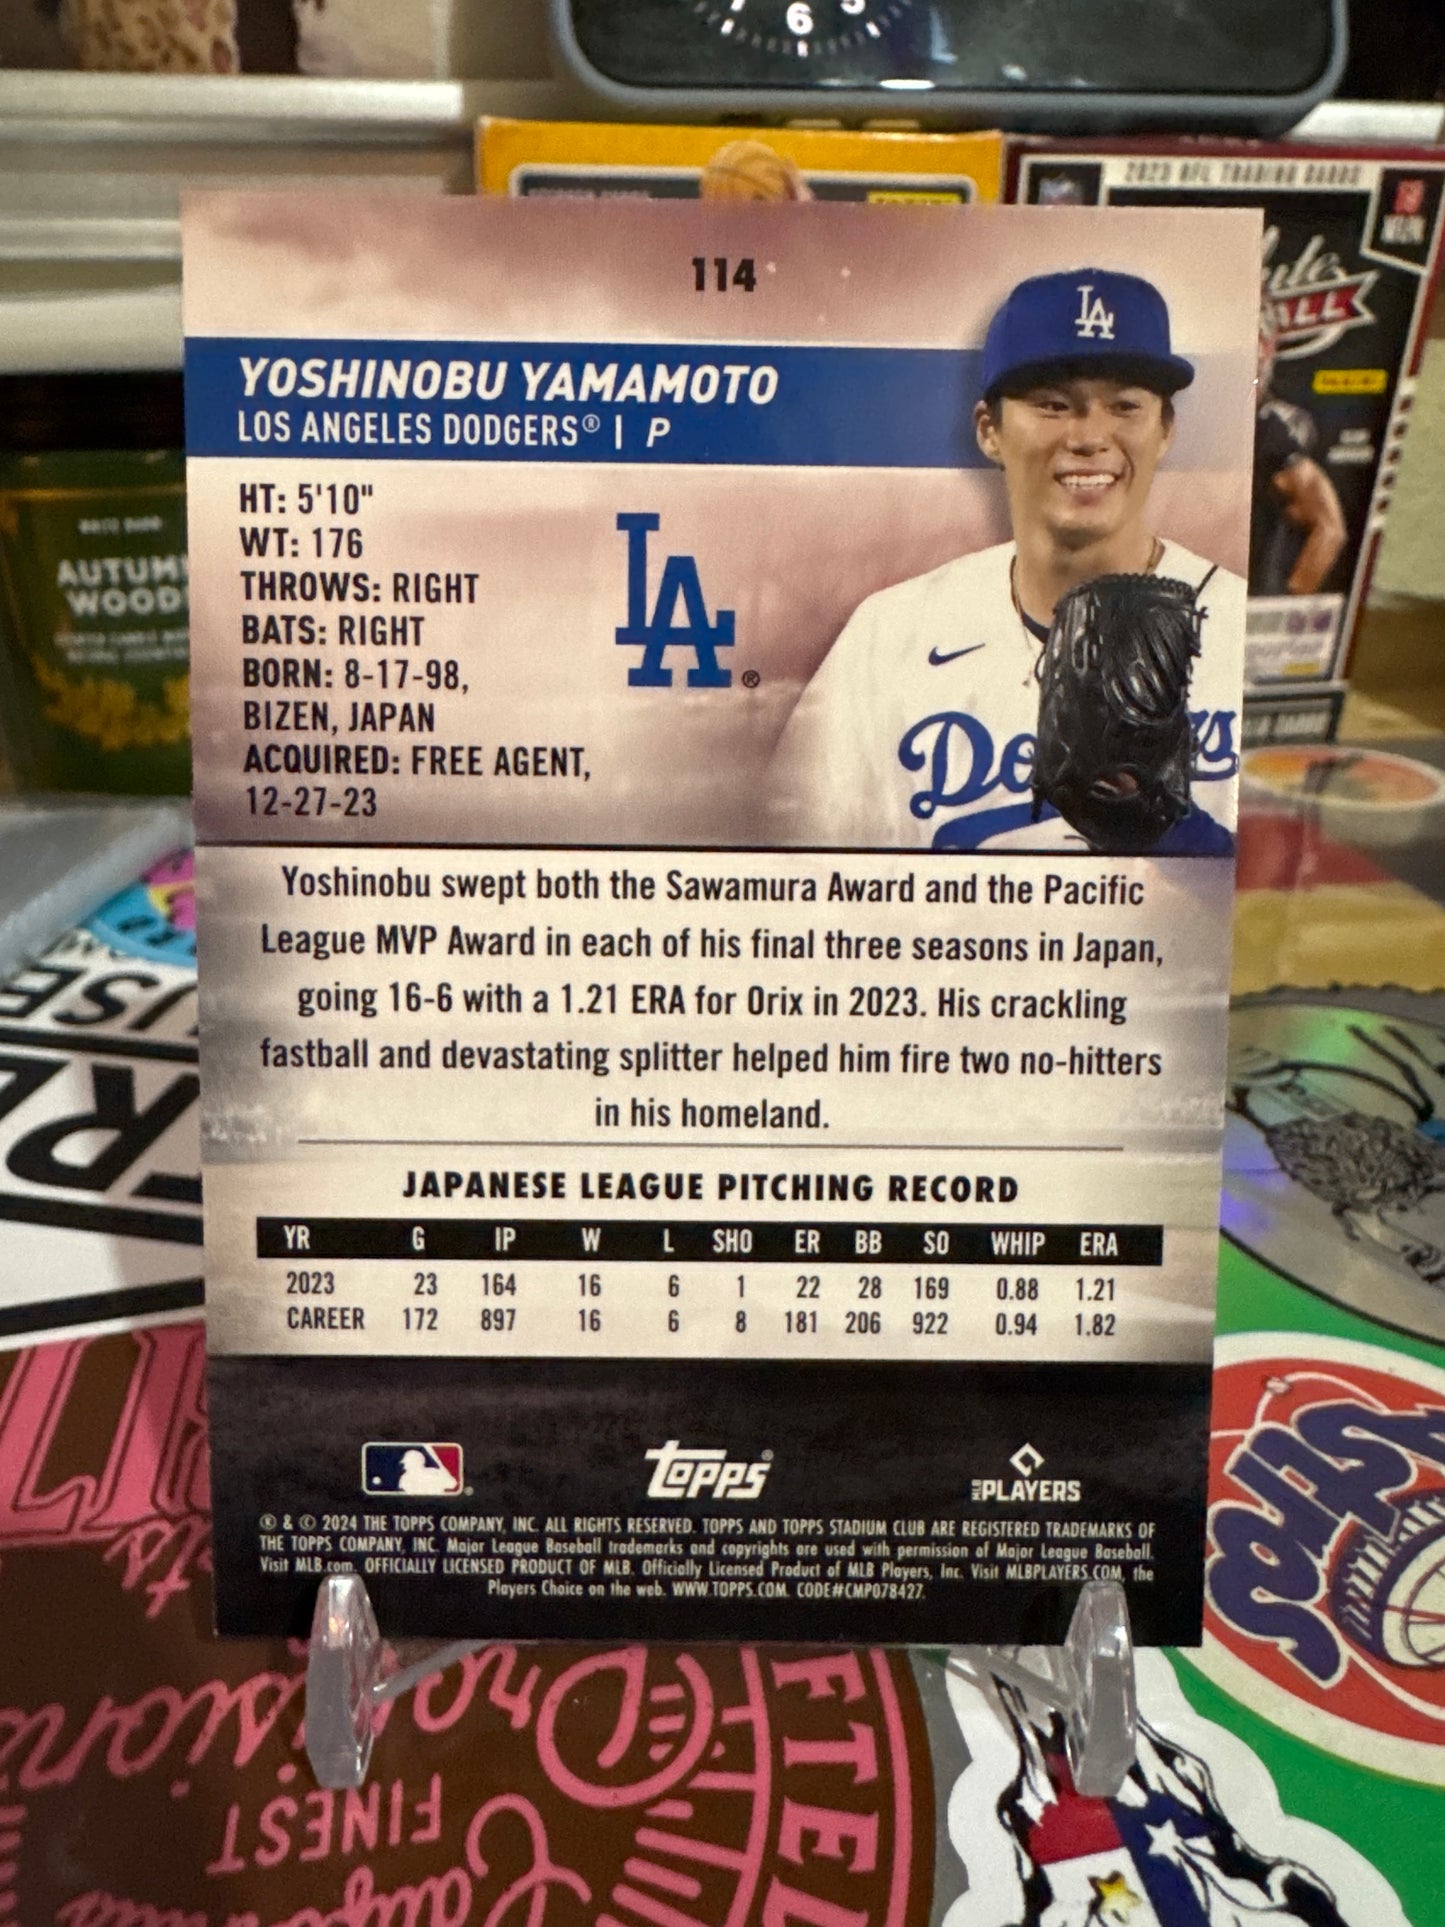 6
5
2023 NFL TRADING CARDS
114
YOSHINOBU YAMAMOTO
LOS ANGELES DODGERS® | P
LA
HT: 5'10"
WT: 176
THROWS: RIGHT
BATS: RIGHT
BORN: 8-17-98,
BIZEN, JAPAN
ACQUIRED: FREE AGENT,
12-27-23
LA®
AUTUM
WOOD
Yoshinobu swept both the Sawamura Award and the Pacific
League MVP Award in each of his final three seasons in Japan,
going 16-6 with a 1.21 ERA for Orix in 2023. His crackling
fastball and devastating splitter helped him fire two no-hitters
in his homeland.
JAPANESE LEAGUE PITCHING RECORD
YR G IP W L SHO ER BB SO WHIP ERA
2023 23 164 16 6 1 22 28 169 0.88 1.21
CAREER 172 897 16 6 8 181 206 922 0.94 1.82
Topps®
MLB PLAYERS
® & © 2024 THE TOPPS COMPANY, INC. ALL RIGHTS RESERVED. TOPPS AND TOPPS STADIUM CLUB ARE REGISTERED TRADEMARKS OF
THE TOPPS COMPANY, INC. Major League Baseball trademarks and copyrights are used with permission of Major League Baseball.
Visit MLB.com. OFFICIALLY LICENSED PRODUCT OF MLB. Officially Licensed Product of MLB Players, Inc. Visit MLBPLAYERS.COM, the
Players Choice on the web. WWW.TOPPS.COM. CODE#CMP078427.
FINEST